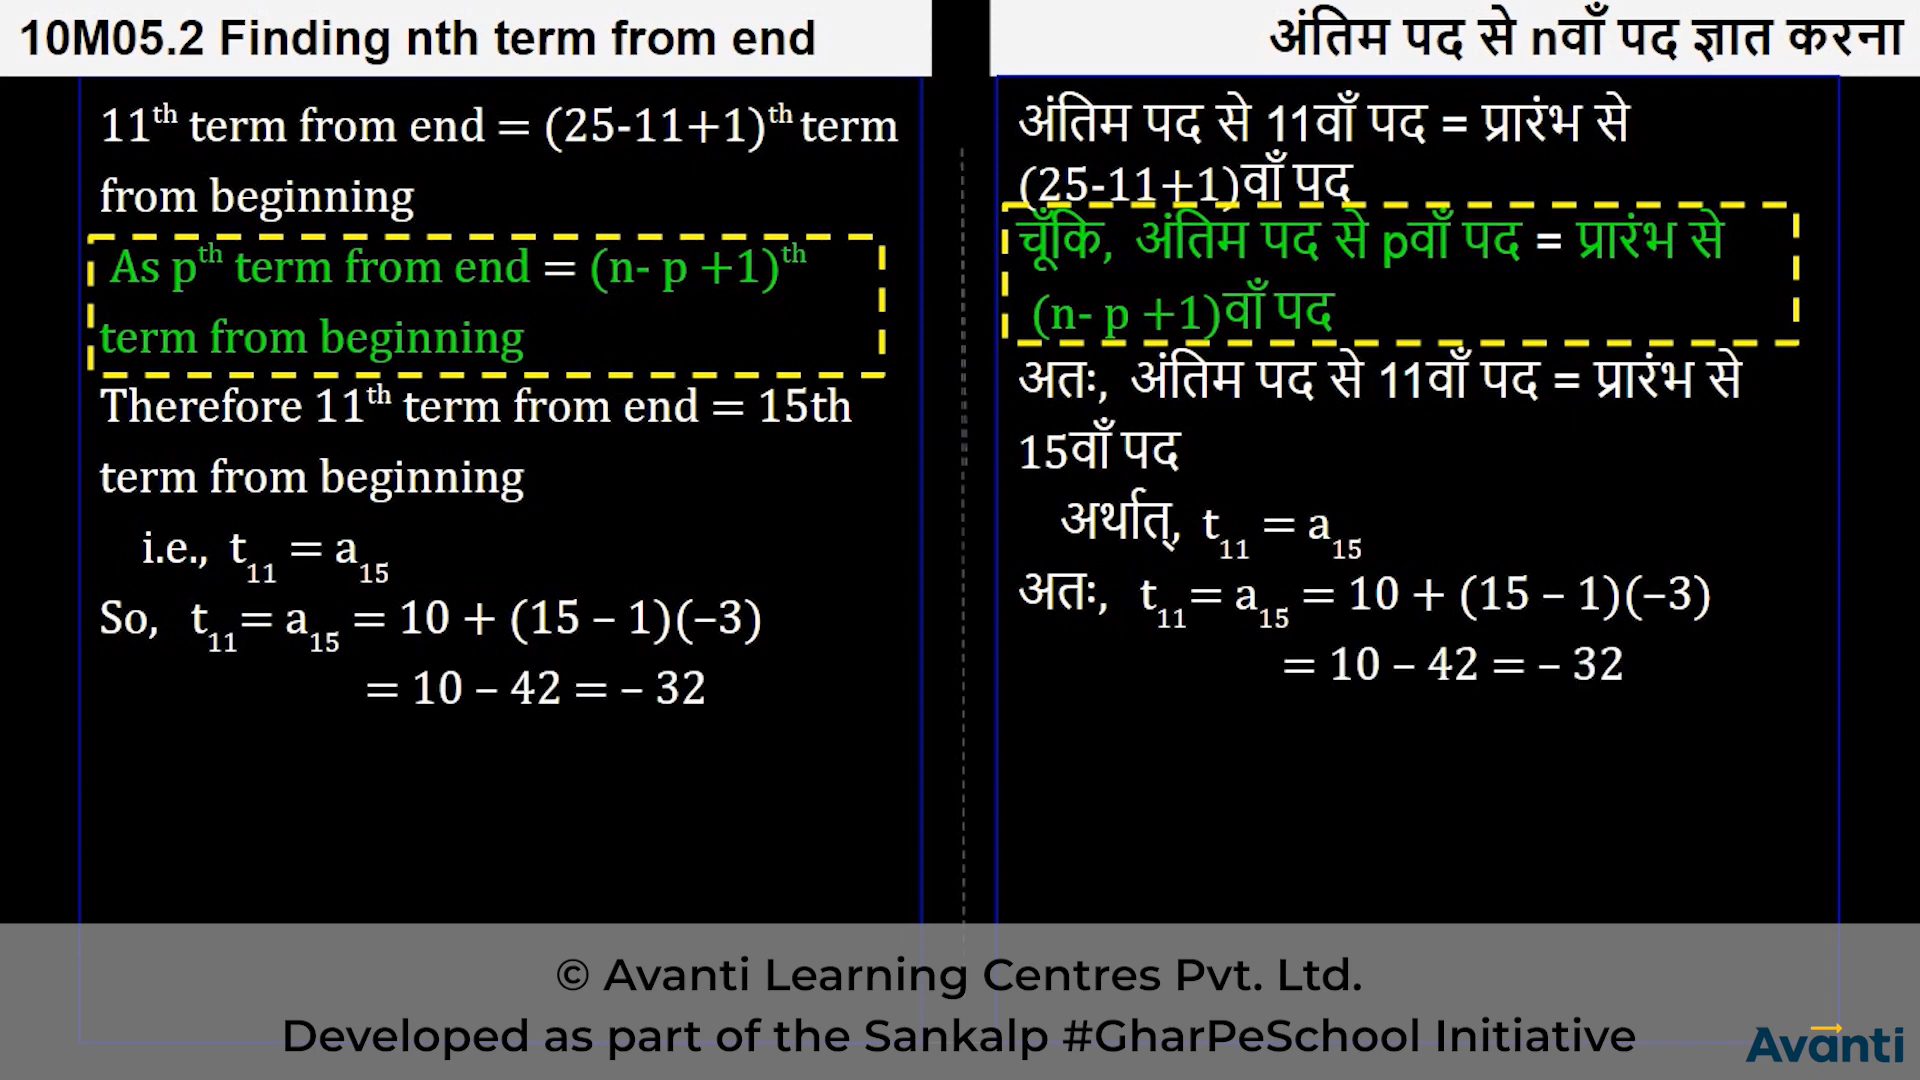 10M05.2 Finding nth term from end
11th term from end = (25-11+1)th term
from beginning
As pth term from end = (n- p +1)th
term from beginning
Therefore 11th term from end = 15th
term from beginning
i.e., t11 = a15
So, t11= a15 = 10 + (15 – 1)(–3)
= 10 – 42 = – 32
अंतिम पद से nवाँ पद ज्ञात करना
अंतिम पद से 11वाँ पद = प्रारंभ से
(25-11+1)वाँ पद
चूँकि, अंतिम पद से pवाँ पद = प्रारंभ से
(n- p +1)वाँ पद
अतः, अंतिम पद से 11वाँ पद = प्रारंभ से
15वाँ पद
अर्थात्, t11 = a15
अतः, t11= a15 = 10 + (15 – 1)(–3)
= 10 – 42 = – 32
© Avanti Learning Centres Pvt. Ltd.
Developed as part of the Sankalp #GharPeSchool Initiative
Avanti